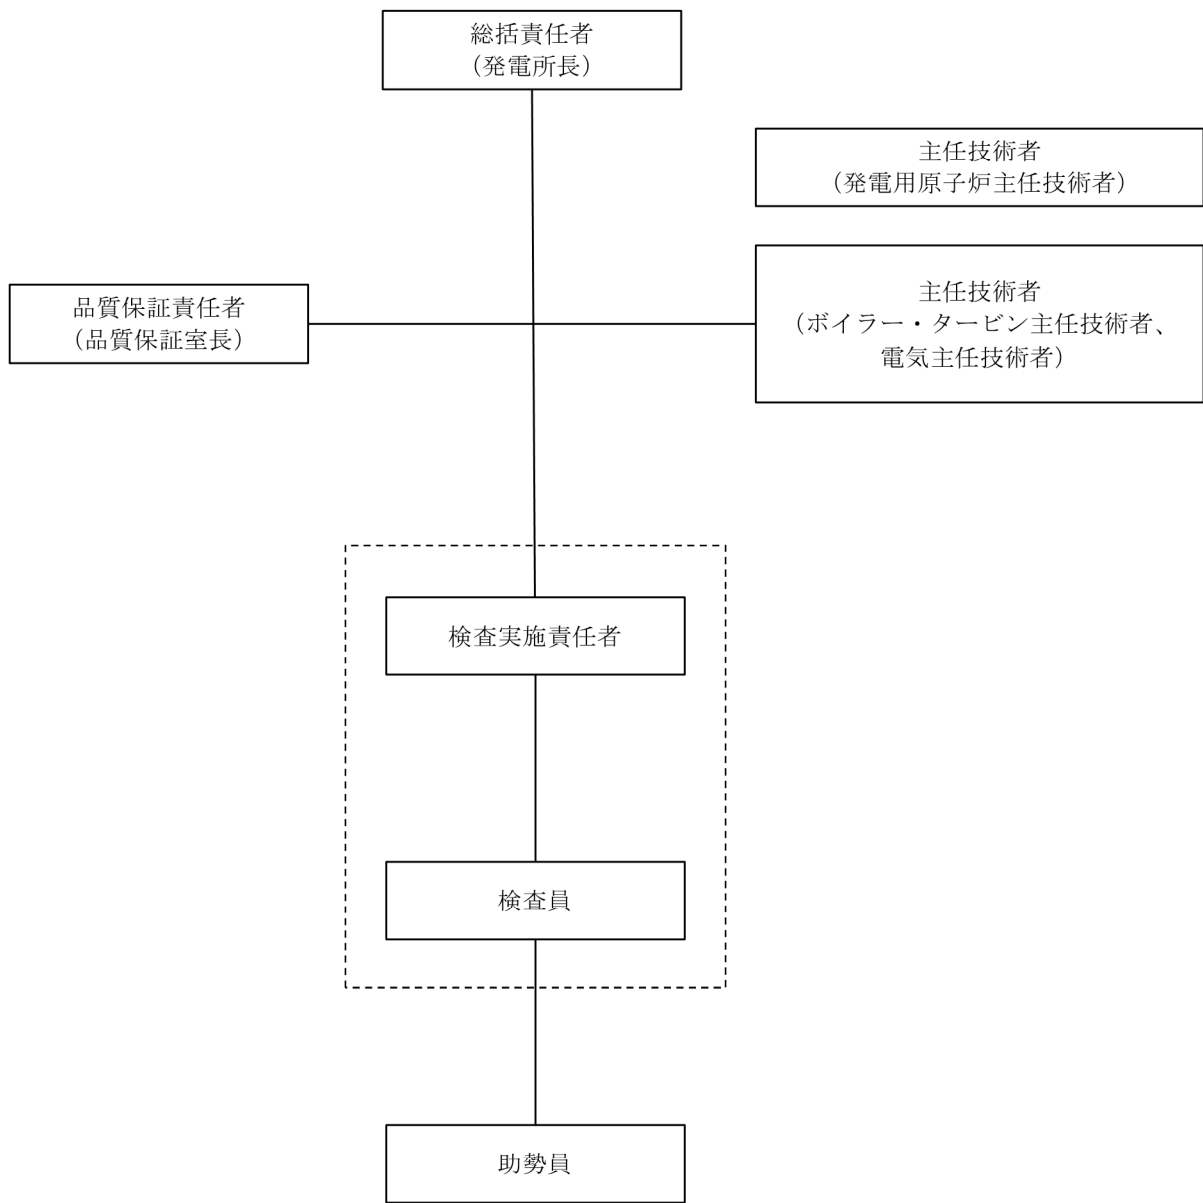 総括責任者
（発電所長）
主任技術者
（発電用原子炉主任技術者）
品質保証責任者
（品質保証室長）
主任技術者
（ボイラー・タービン主任技術者、
電気主任技術者）
検査実施責任者
検査員
助勢員